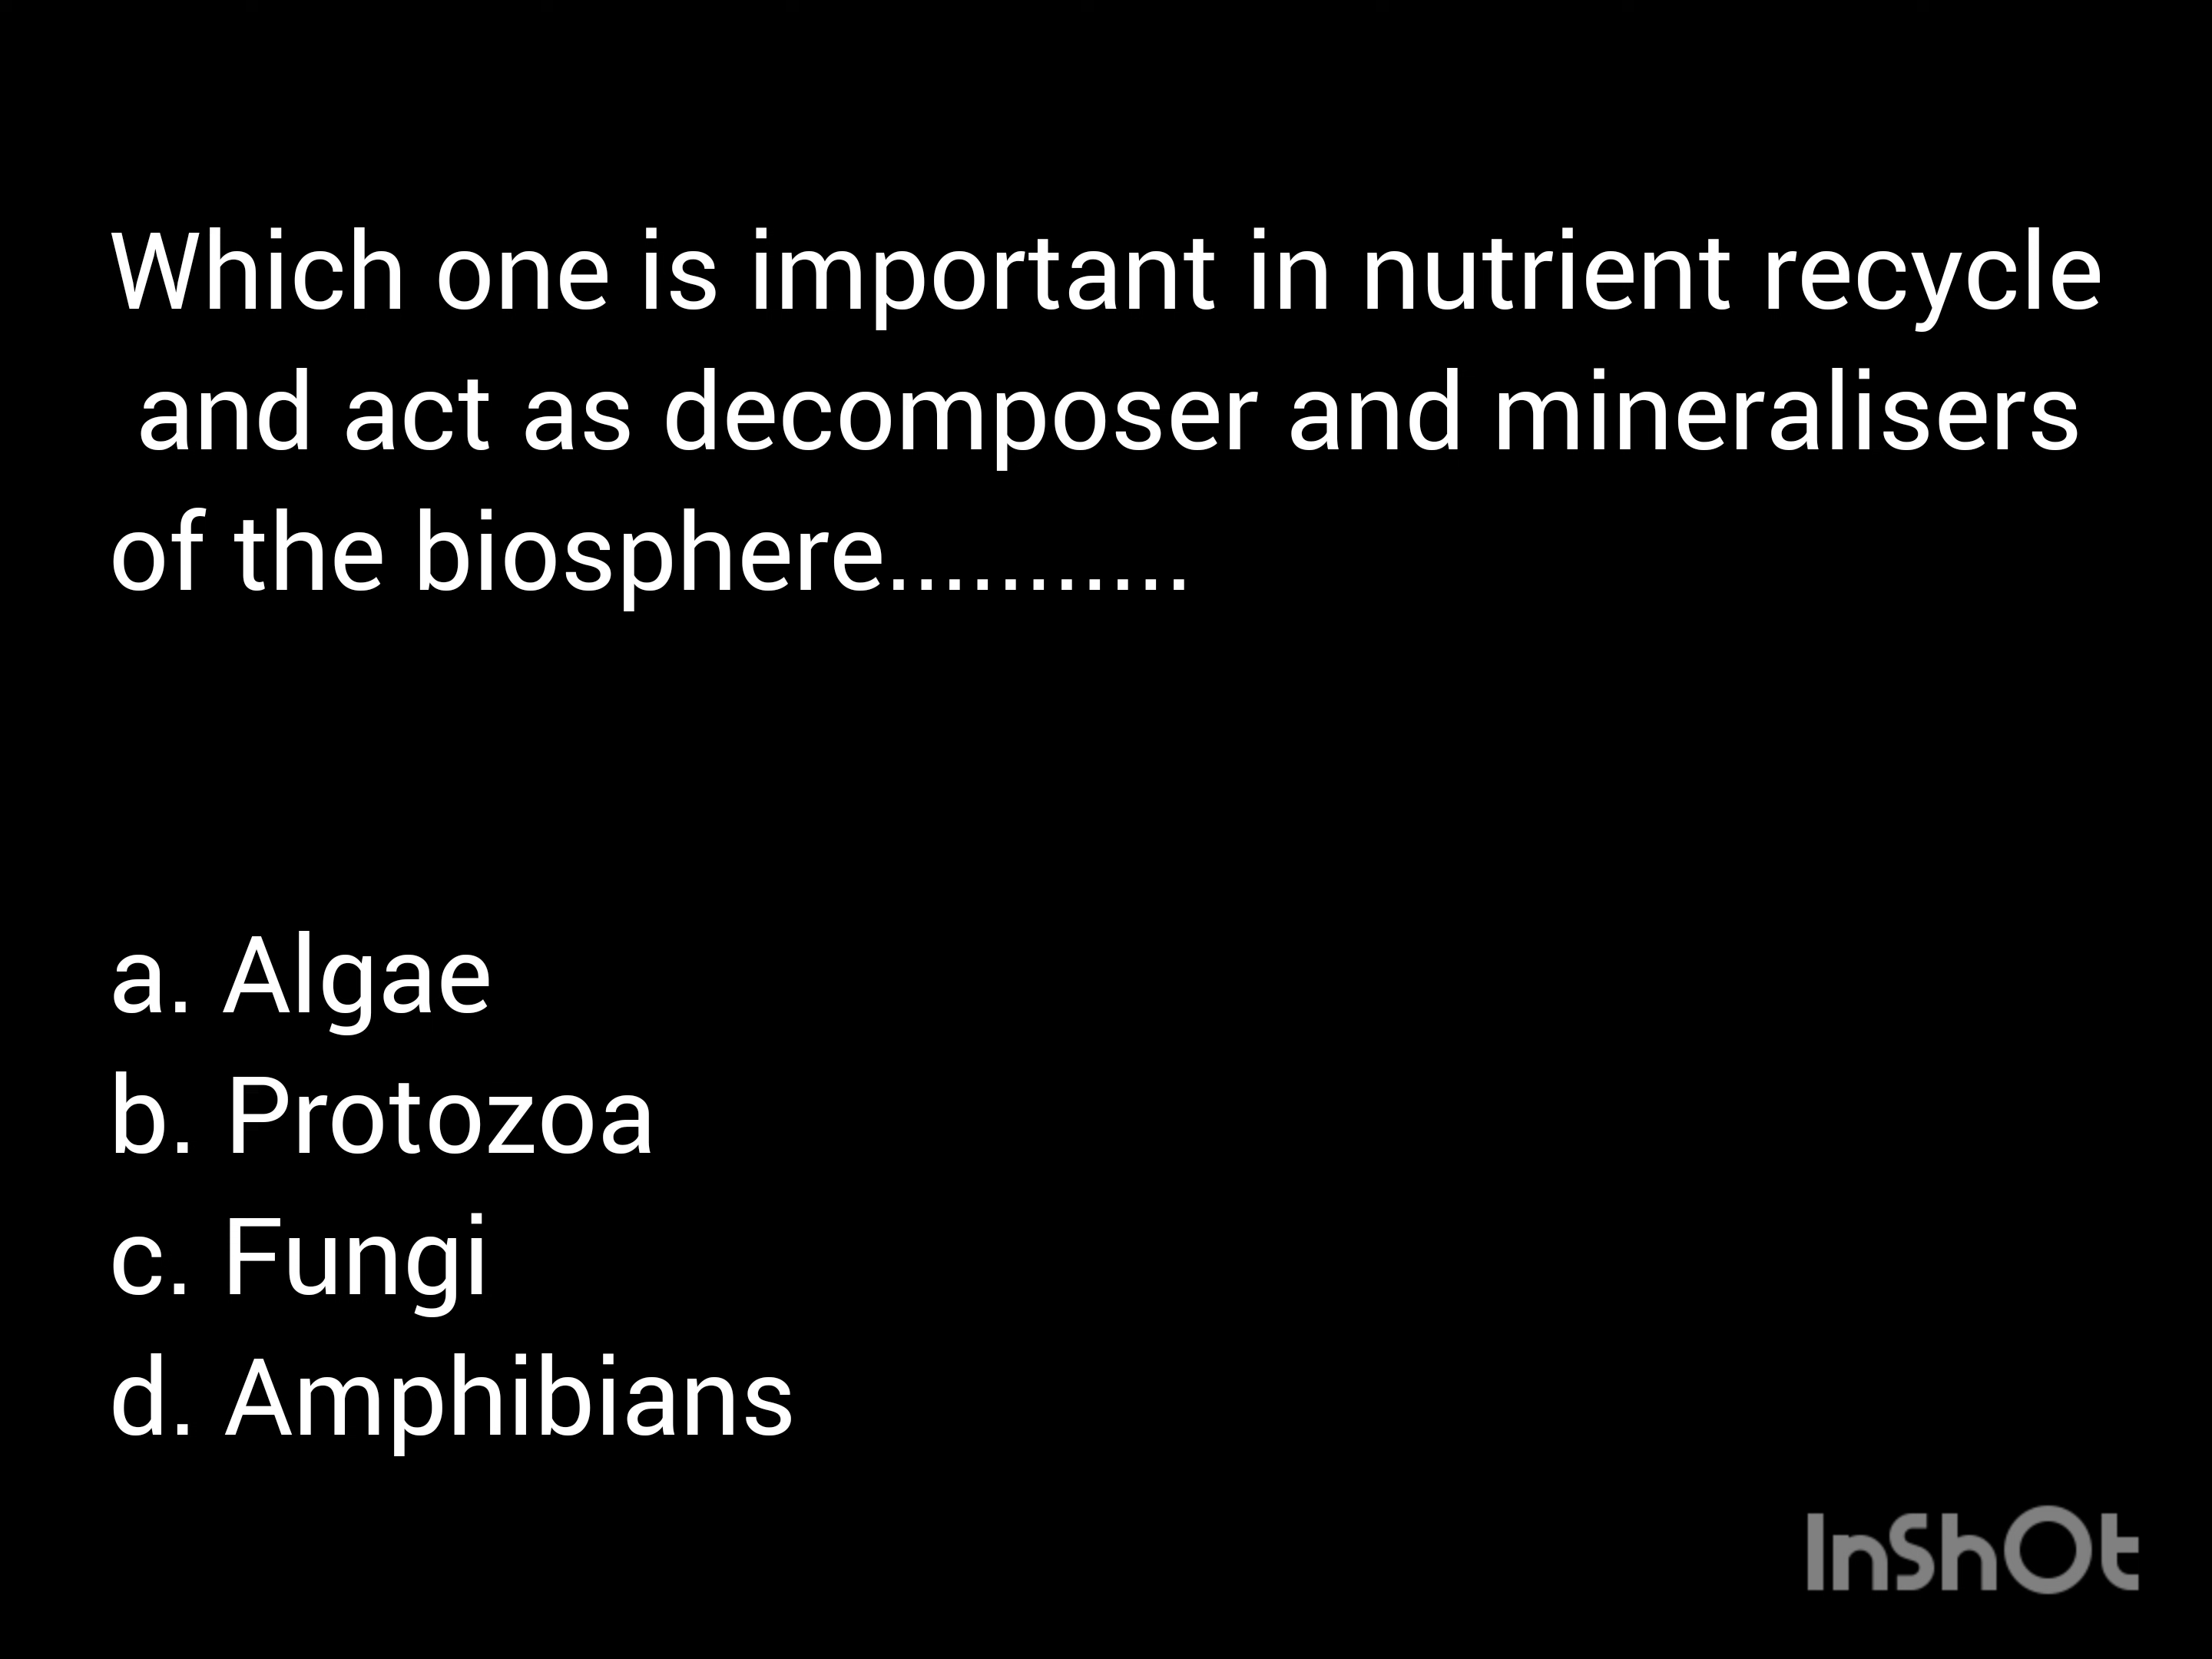 Which one is important in nutrient recycle
and act as decomposer and mineralisers
of the biosphere...........
a. Algae
b. Protozoa
c. Fungi
d. Amphibians
InShOt